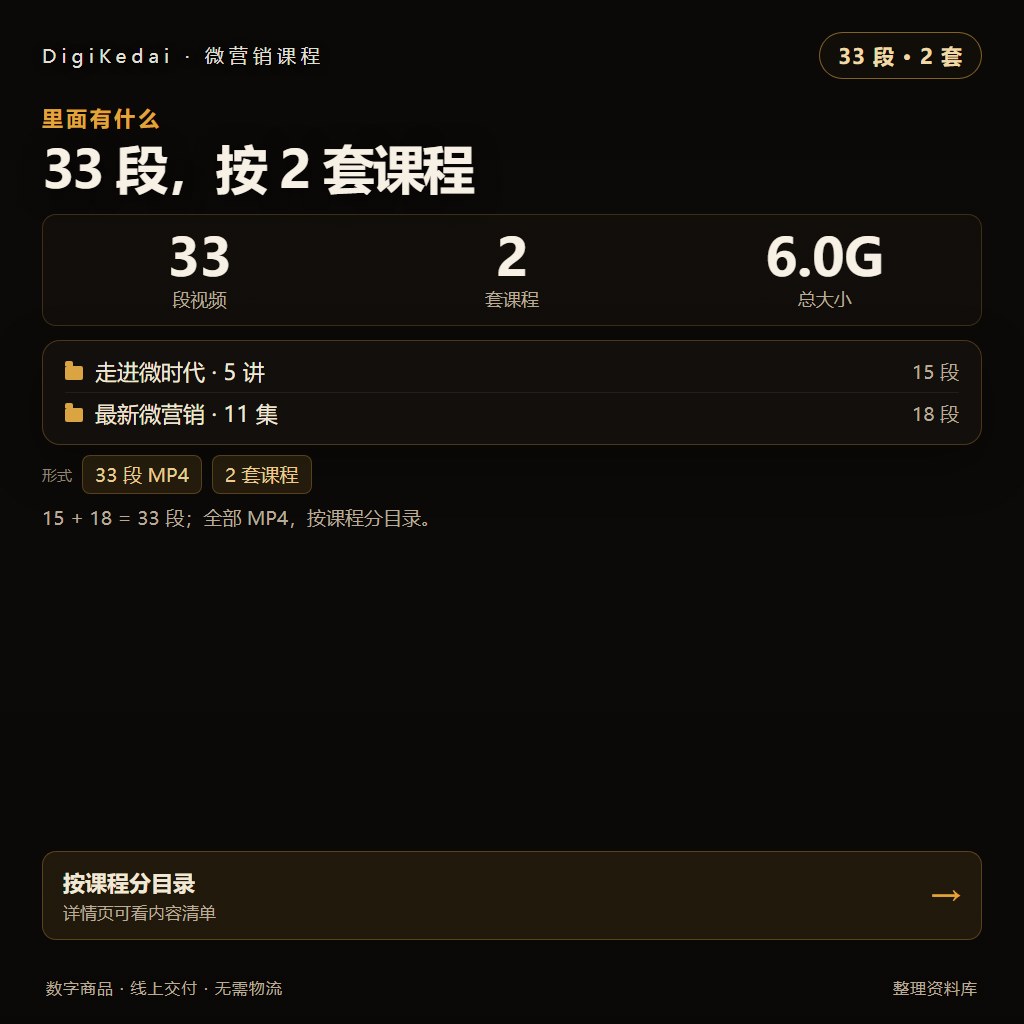 DigiKedai · 微营销课程
33 段 • 2 套
里面有什么
33 段，按 2 套课程
33
段视频
2
套课程
6.0G
总大小
走进微时代 · 5 讲
15 段
最新微营销 · 11 集
18 段
形式
33 段 MP4
2 套课程
15 + 18 = 33 段；全部 MP4，按课程分目录。
按课程分目录
详情页可看内容清单
→
数字商品 · 线上交付 · 无需物流
整理资料库